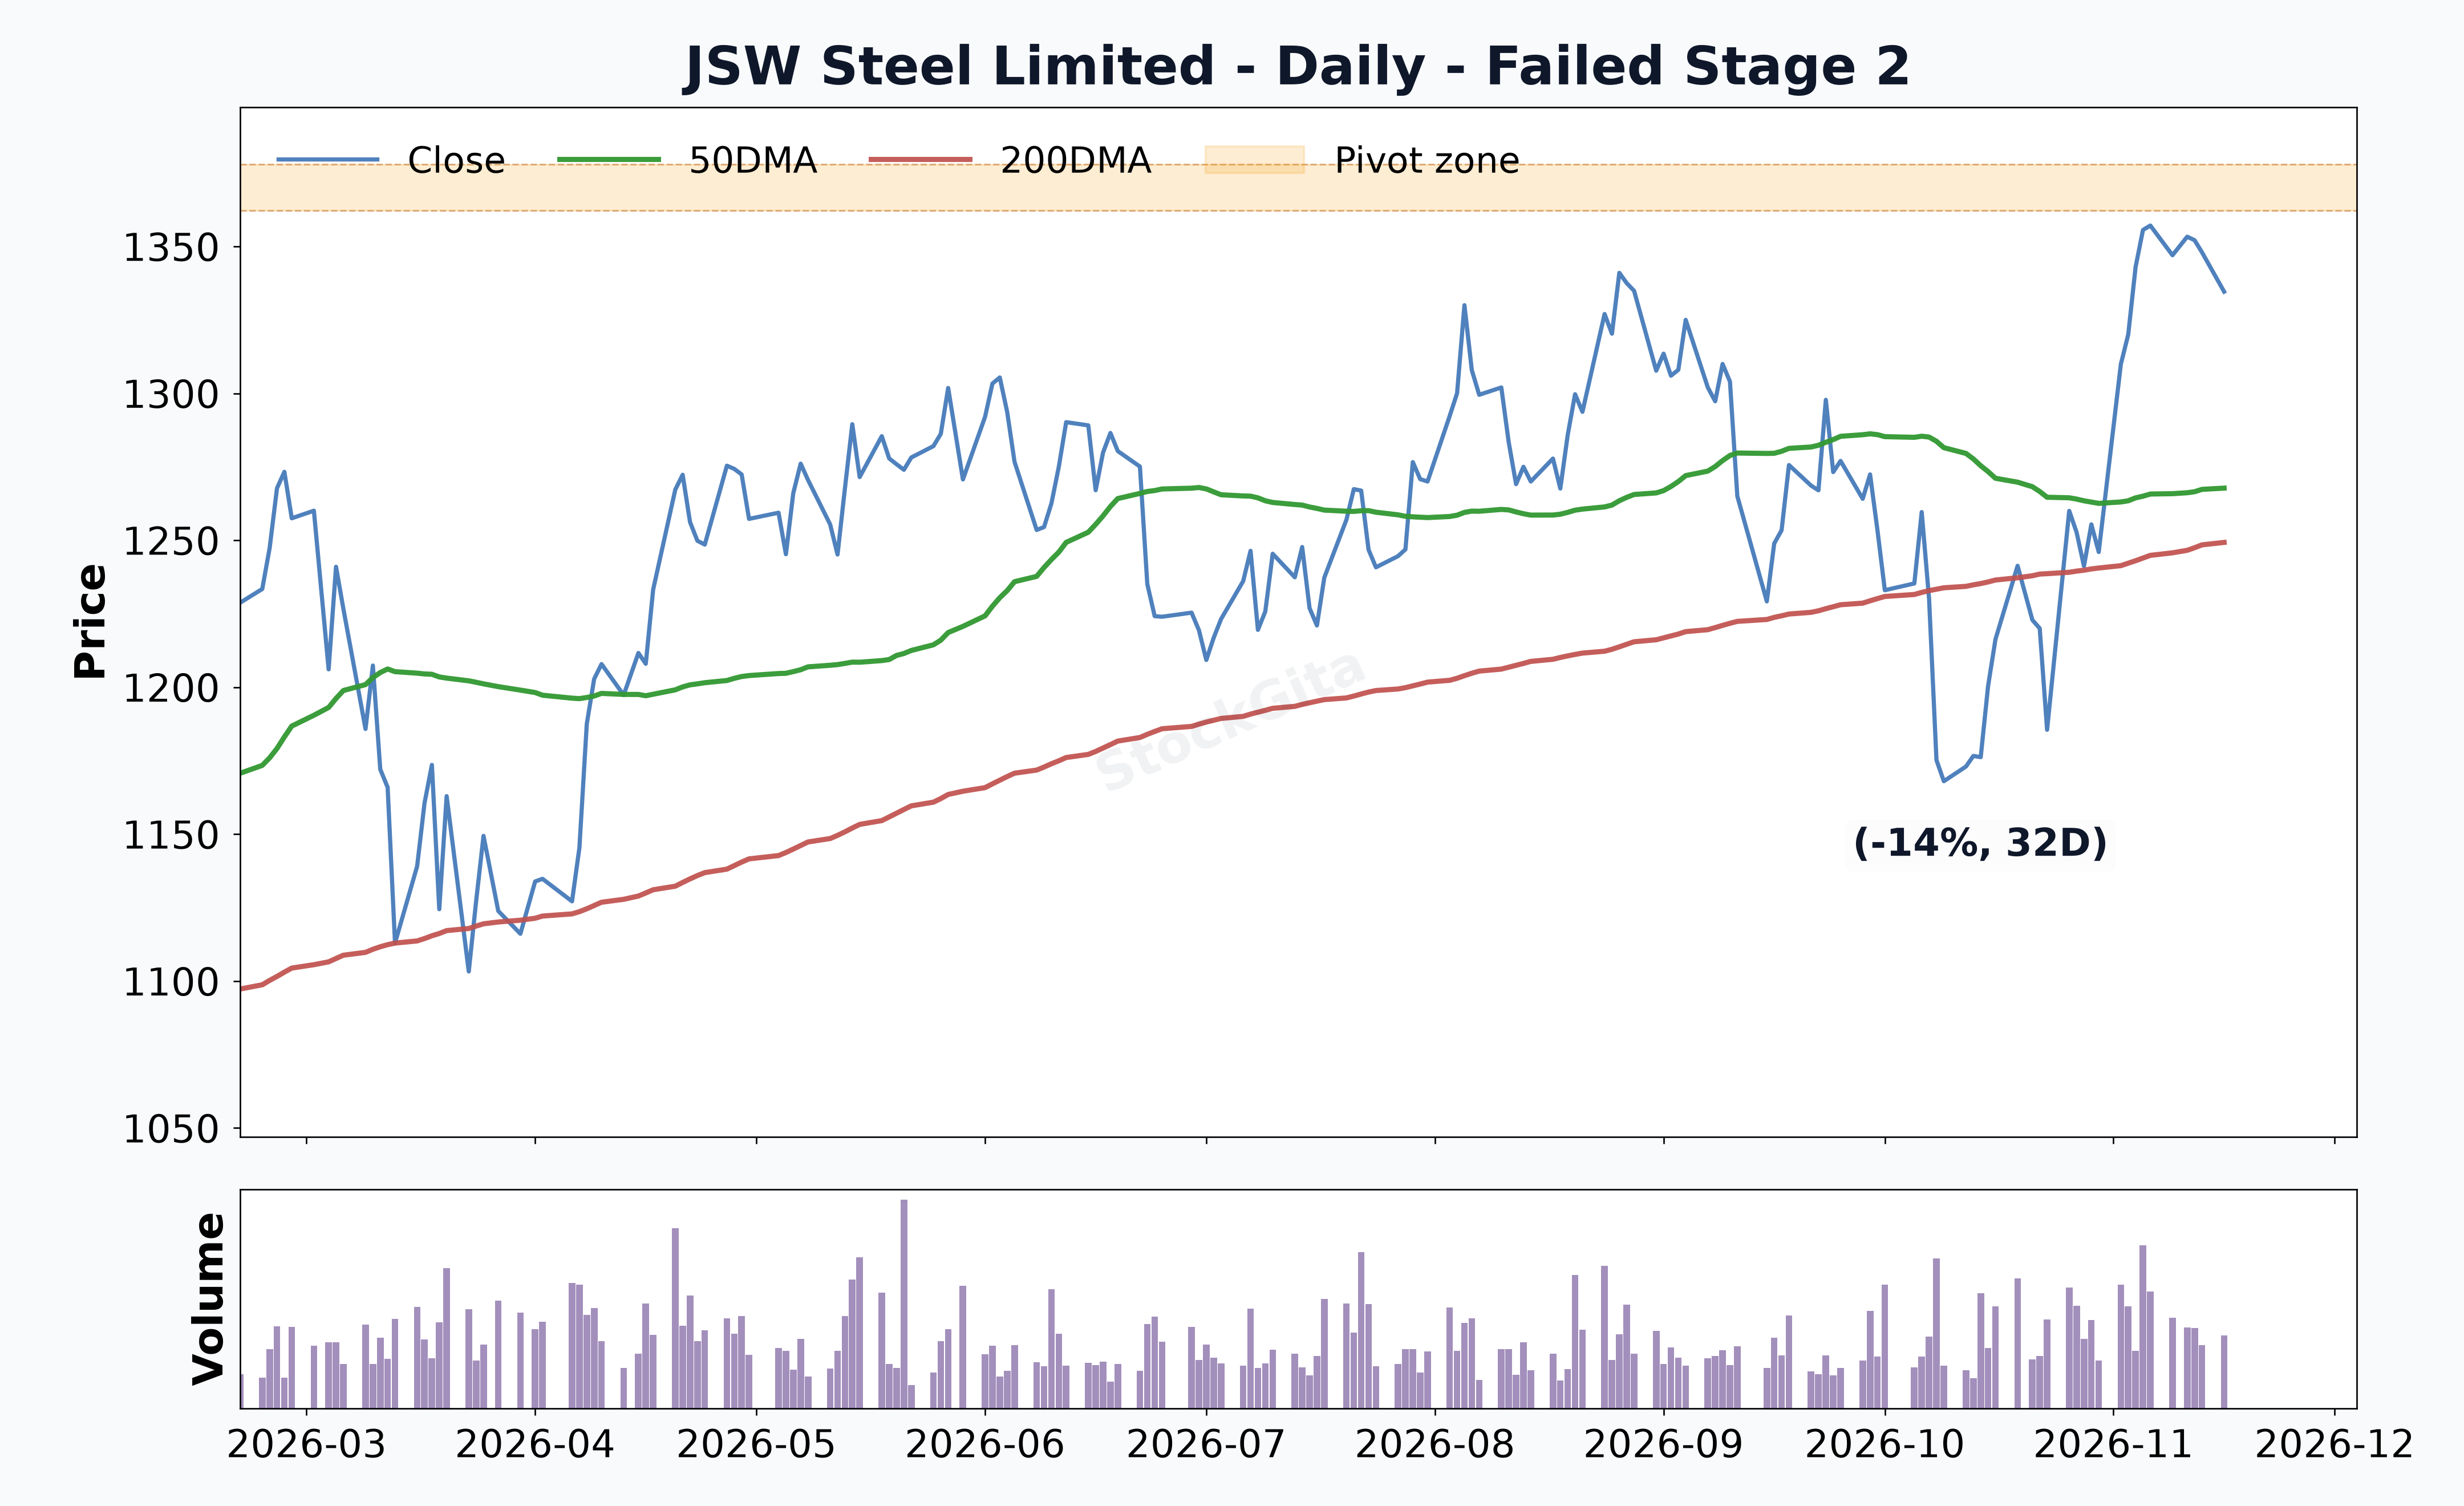 JSW Steel Limited - Daily - Failed Stage 2
Close 50DMA 200DMA Pivot zone
Price
1350
1300
1250
1200
1150
1100
1050
StockGita
(-14%, 32D)
Volume
2026-03 2026-04 2026-05 2026-06 2026-07 2026-08 2026-09 2026-10 2026-11 2026-12